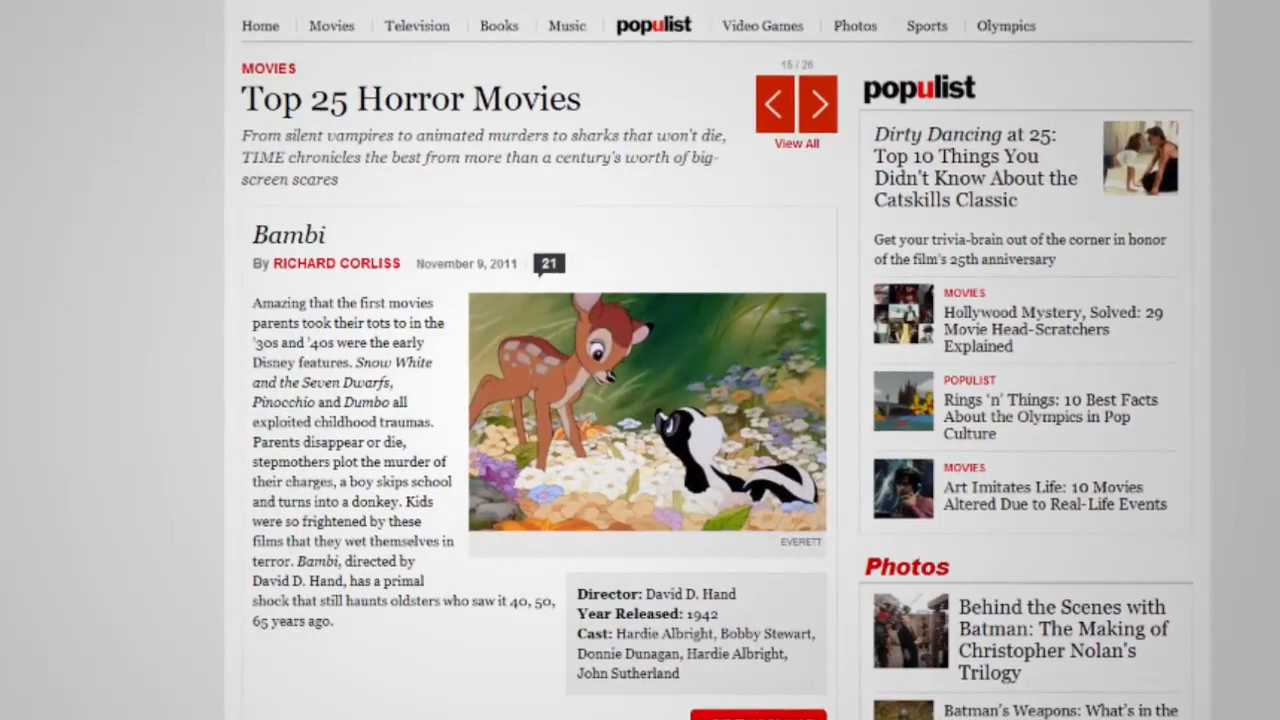 Home Movies Television Books Music populist Video Games Photos Sports Olympics
MOVIES
Top 25 Horror Movies
From silent vampires to animated murders to sharks that won't die,
TIME chronicles the best from more than a century's worth of big-
screen scares
15 / 26
View All
Bambi
By RICHARD CORLISS November 9, 2011 21
Amazing that the first movies
parents took their tots to in the
'30s and '40s were the early
Disney features. Snow White
and the Seven Dwarfs,
Pinocchio and Dumbo all
exploited childhood traumas.
Parents disappear or die,
stepmothers plot the murder of
their charges, a boy skips school
and turns into a donkey. Kids
were so frightened by these
films that they wet themselves in
terror. Bambi, directed by
David D. Hand, has a primal
shock that still haunts oldsters who saw it 40, 50,
65 years ago.
EVERETT
Director: David D. Hand
Year Released: 1942
Cast: Hardie Albright, Bobby Stewart,
Donnie Dunagan, Hardie Albright,
John Sutherland
populist
Dirty Dancing at 25:
Top 10 Things You
Didn't Know About the
Catskills Classic
Get your trivia-brain out of the corner in honor
of the film's 25th anniversary
MOVIES
Hollywood Mystery, Solved: 29
Movie Head-Scratchers
Explained
POPULIST
Rings 'n' Things: 10 Best Facts
About the Olympics in Pop
Culture
MOVIES
Art Imitates Life: 10 Movies
Altered Due to Real-Life Events
Photos
Behind the Scenes with
Batman: The Making of
Christopher Nolan's
Trilogy
Batman's Weapons: What's in the